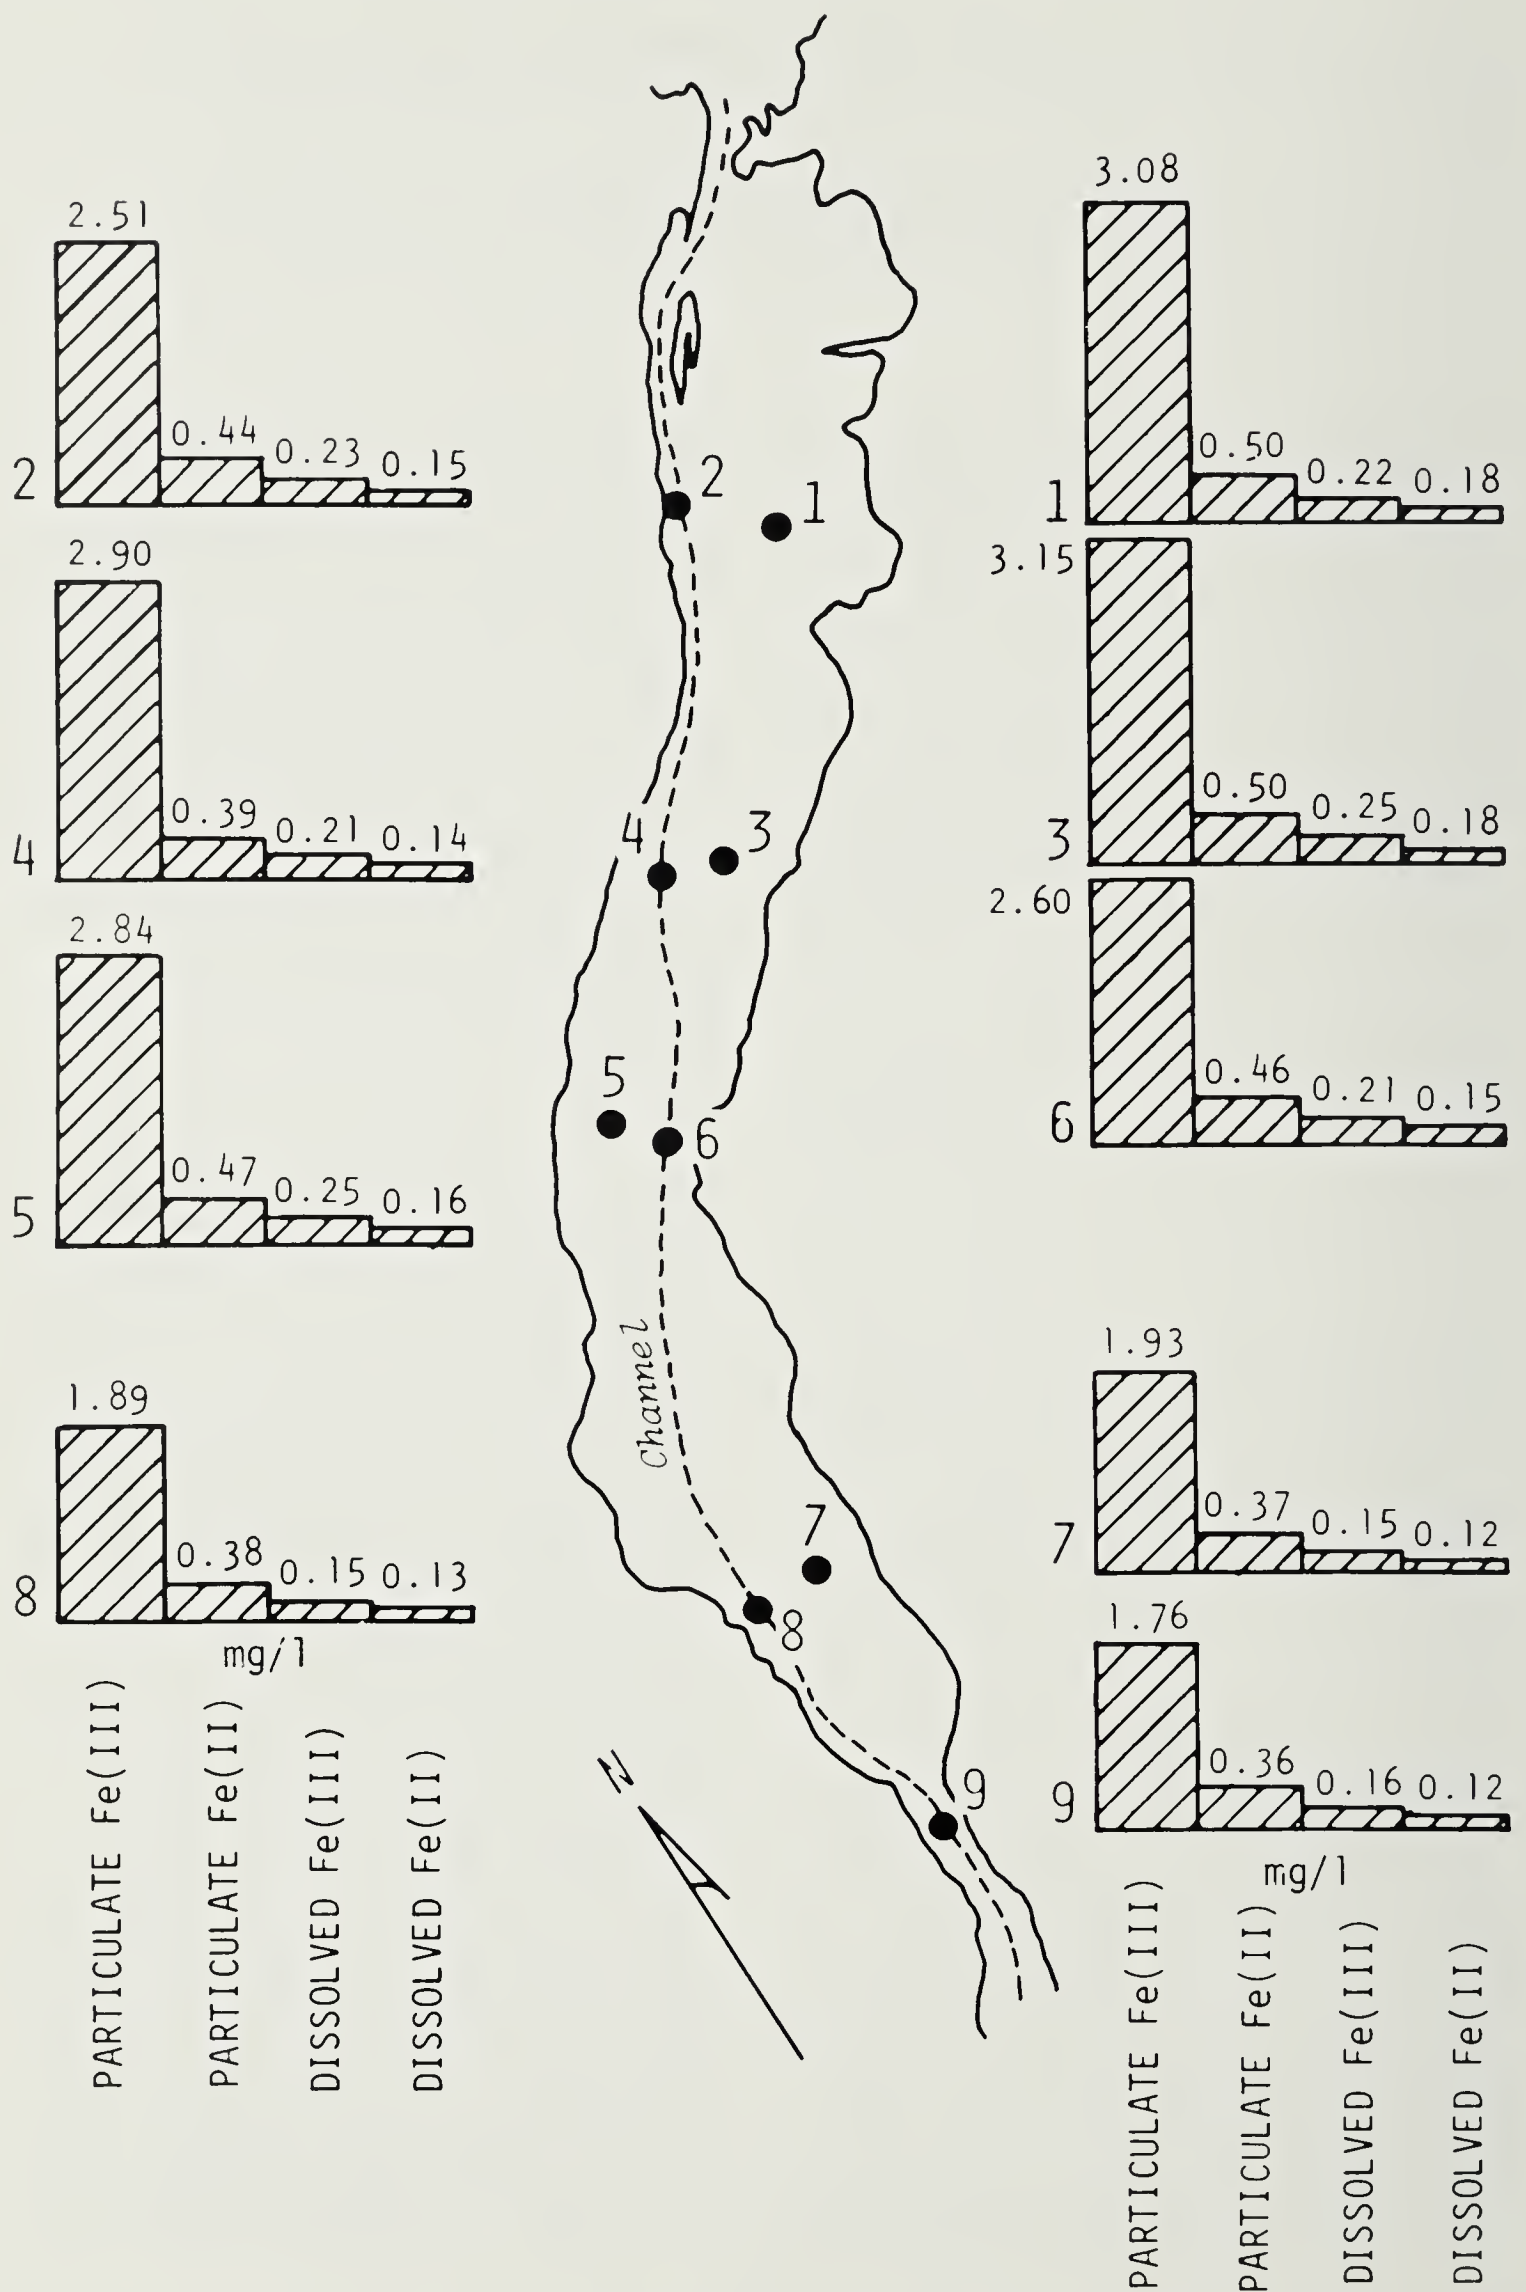 2.51
0.44 0.23 0.15
2
2.90
0.39 0.21 0.14
4
2.84
0.47 0.25 0.16
5
1.89
0.38 0.15 0.13
8
mg/l
PARTICULATE Fe(III)
PARTICULATE Fe(II)
DISSOLVED Fe(III)
DISSOLVED Fe(II)
2
1
4
3
5
6
Channel
7
8
9
N
3.08
0.50 0.22 0.18
1
3.15
0.50 0.25 0.18
3
2.60
0.46 0.21 0.15
6
1.93
0.37 0.15 0.12
7
1.76
0.36 0.16 0.12
9
mg/l
PARTICULATE Fe(III)
PARTICULATE Fe(II)
DISSOLVED Fe(III)
DISSOLVED Fe(II)